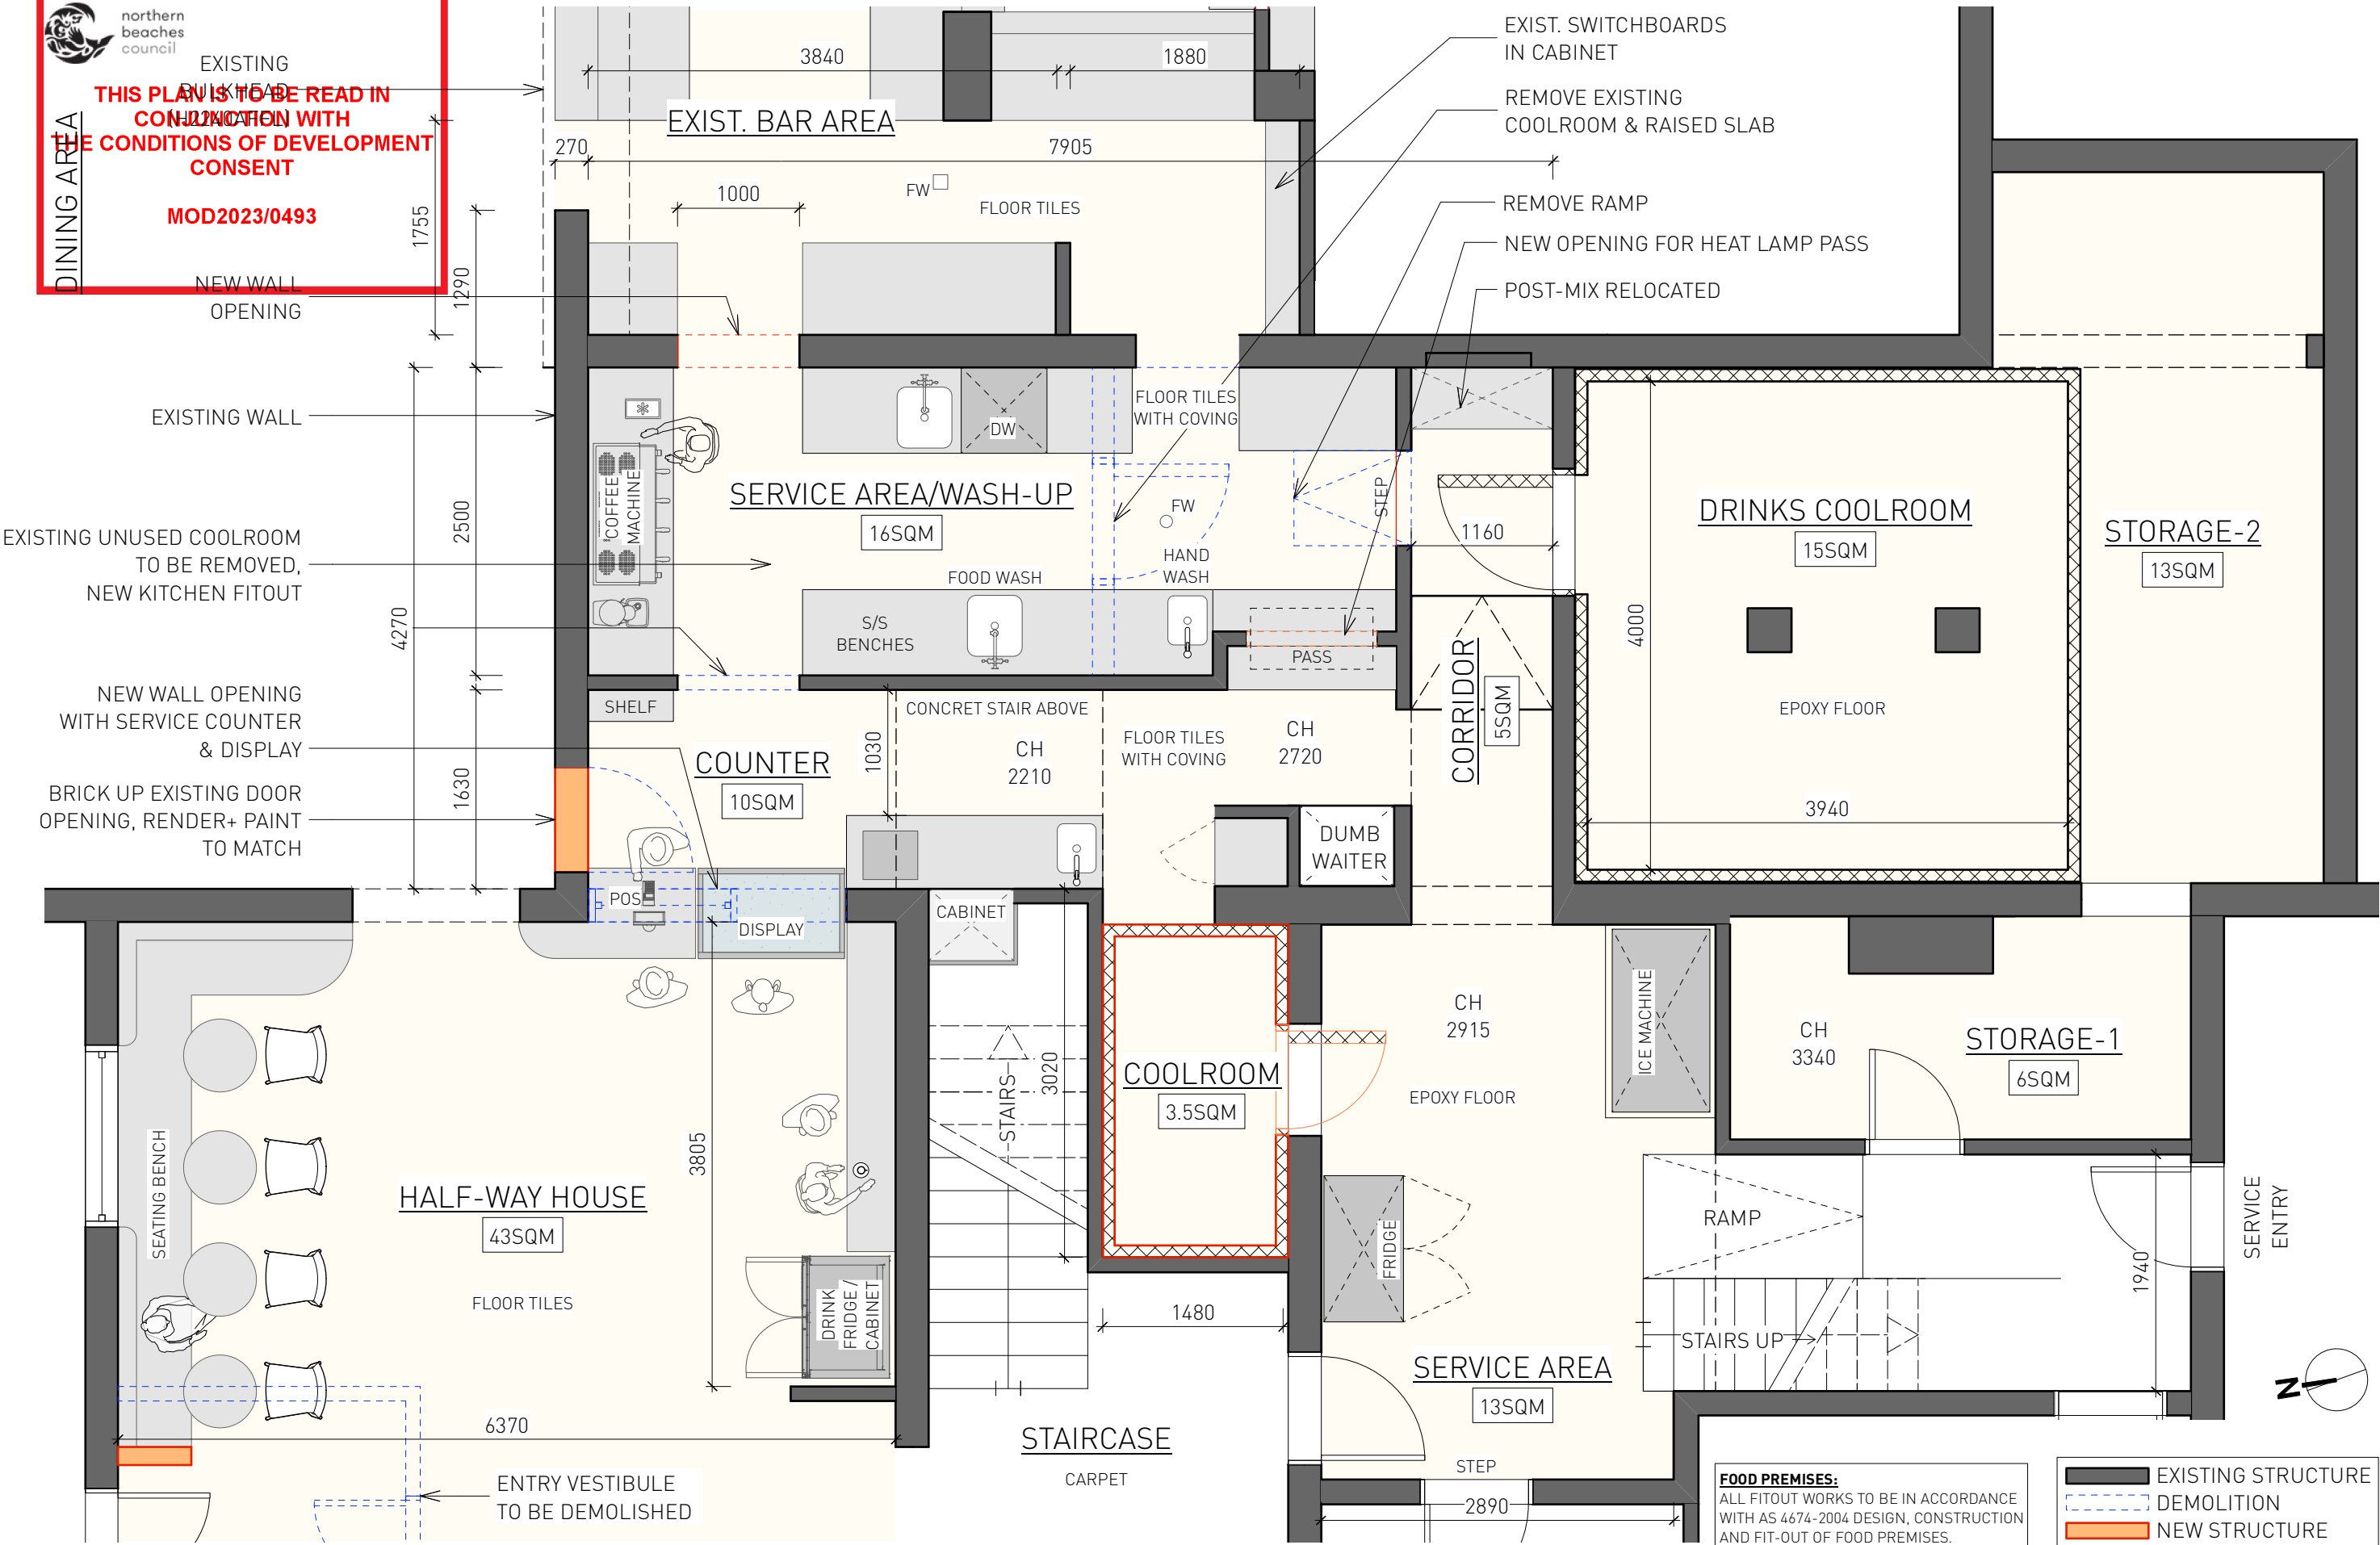 northern
beaches
council
EXISTING
BULKHEAD
THIS PLAN IS TO BE READ IN
CONJUNCTION WITH
THE CONDITIONS OF DEVELOPMENT
CONSENT
MOD2023/0493
DINING AREA
NEW WALL
OPENING
EXISTING WALL
EXISTING UNUSED COOLROOM
TO BE REMOVED,
NEW KITCHEN FITOUT
NEW WALL OPENING
WITH SERVICE COUNTER
& DISPLAY
BRICK UP EXISTING DOOR
OPENING, RENDER+ PAINT
TO MATCH
1755
1290
2500
4270
1630
3840
1880
EXIST. BAR AREA
270
7905
1000
FW
FLOOR TILES
EXIST. SWITCHBOARDS
IN CABINET
REMOVE EXISTING
COOLROOM & RAISED SLAB
REMOVE RAMP
NEW OPENING FOR HEAT LAMP PASS
POST-MIX RELOCATED
COFFEE
MACHINE
DW
FLOOR TILES
WITH COVING
SERVICE AREA/WASH-UP
16SQM
FW
STEP
1160
FOOD WASH
HAND
WASH
S/S
BENCHES
PASS
SHELF
CONCRET STAIR ABOVE
COUNTER
10SQM
1030
CH
2210
FLOOR TILES
WITH COVING
CH
2720
CORRIDOR
5SQM
DUMB
WAITER
POS
DISPLAY
CABINET
DRINKS COOLROOM
15SQM
4000
EPOXY FLOOR
3940
STORAGE-2
13SQM
SEATING BENCH
HALF-WAY HOUSE
43SQM
FLOOR TILES
3805
DRINK
FRIDGE /
CABINET
6370
ENTRY VESTIBULE
TO BE DEMOLISHED
STAIRS
3020
COOLROOM
3.5SQM
1480
STAIRCASE
CARPET
CH
2915
EPOXY FLOOR
ICE MACHINE
FRIDGE
SERVICE AREA
13SQM
STEP
2890
CH
3340
STORAGE-1
6SQM
RAMP
STAIRS UP
1940
SERVICE
ENTRY
N
FOOD PREMISES:
ALL FITOUT WORKS TO BE IN ACCORDANCE
WITH AS 4674-2004 DESIGN, CONSTRUCTION
AND FIT-OUT OF FOOD PREMISES.
EXISTING STRUCTURE
DEMOLITION
NEW STRUCTURE